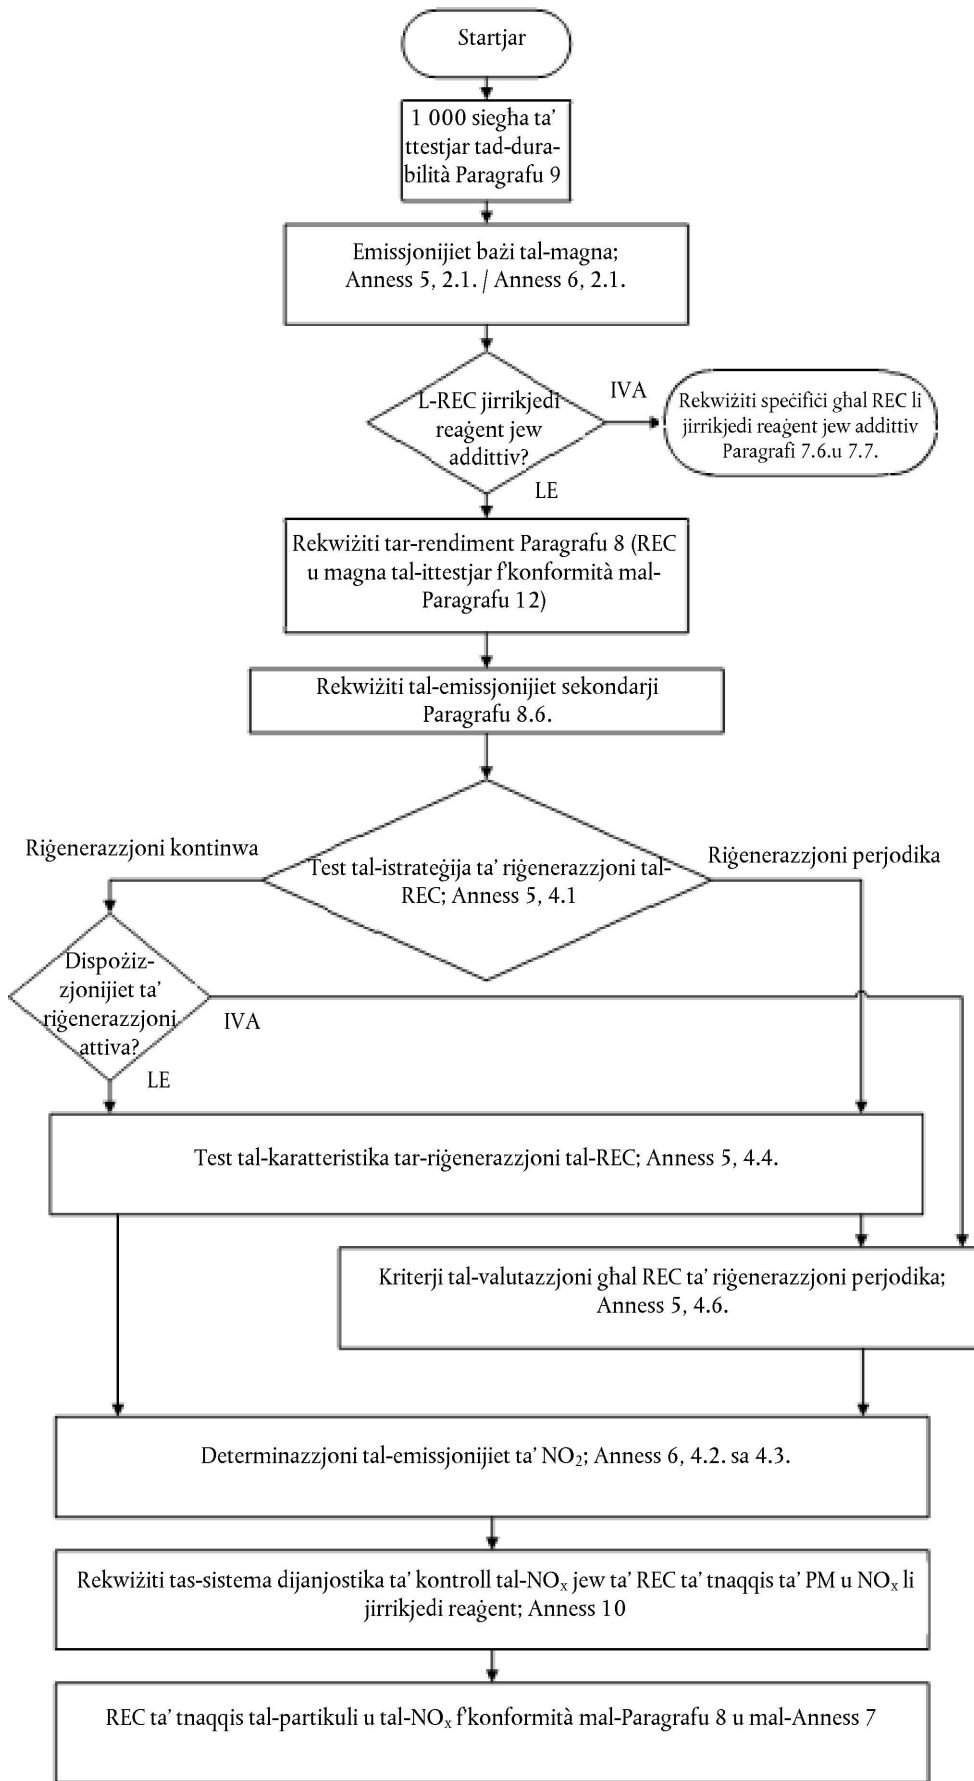 Startjar
1 000 siegħa ta'
ttestjar tad-dura-
bilità Paragrafu 9
Emissjonijiet bażi tal-magna;
Anness 5, 2.1. / Anness 6, 2.1.
L-REC jirrikjedi
reaġent jew
addittiv?
IVA
Rekwiżiti speċifiċi għal REC li
jirrikjedi reaġent jew addittiv
Paragrafi 7.6.u 7.7.
LE
Rekwiżiti tar-rendiment Paragrafu 8 (REC
u magna tal-ittestjar f'konformità mal-
Paragrafu 12)
Rekwiżiti tal-emissjonijiet sekondarji
Paragrafu 8.6.
Riġenerazzjoni kontinwa
Test tal-istrateġija ta' riġenerazzjoni tal-
REC; Anness 5, 4.1
Riġenerazzjoni perjodika
Dispożiz-
zjonijiet ta'
riġenerazzjoni
attiva?
IVA
LE
Test tal-karatteristika tar-riġenerazzjoni tal-REC; Anness 5, 4.4.
Kriterji tal-valutazzjoni għal REC ta' riġenerazzjoni perjodika;
Anness 5, 4.6.
Determinazzjoni tal-emissjonijiet ta' NO₂; Anness 6, 4.2. sa 4.3.
Rekwiżiti tas-sistema dijanjostika ta' kontroll tal-NOₓ jew ta' REC ta' tnaqqis ta' PM u NOₓ li
jirrikjedi reaġent; Anness 10
REC ta' tnaqqis tal-partikuli u tal-NOₓ f'konformità mal-Paragrafu 8 u mal-Anness 7